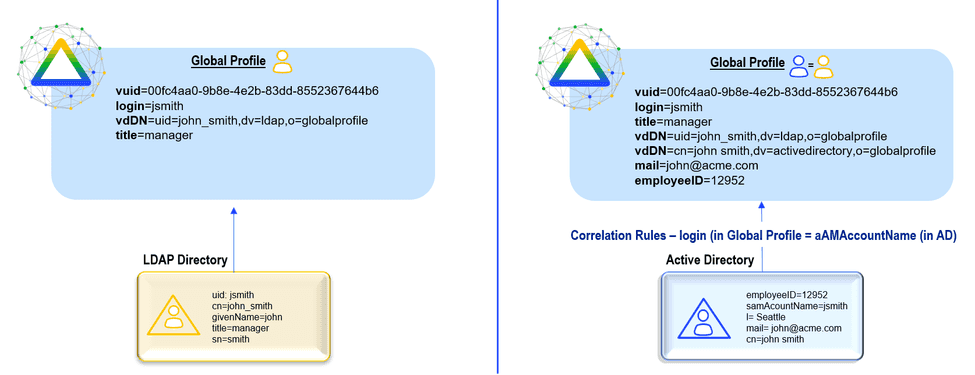 Global Profile
vuid=00fc4aa0-9b8e-4e2b-83dd-8552367644b6
login=jsmith
vdDN=uid=john_smith,dv=ldap,o=globalprofile
title=manager
LDAP Directory
uid: jsmith
cn=john_smith
givenName=john
title=manager
sn=smith
Global Profile =
vuid=00fc4aa0-9b8e-4e2b-83dd-8552367644b6
login=jsmith
title=manager
vdDN=uid=john_smith,dv=ldap,o=globalprofile
vdDN=cn=john smith,dv=activedirectory,o=globalprofile
mail=john@acme.com
employeeID=12952
Correlation Rules – login (in Global Profile = aAMAccountName (in AD)
Active Directory
employeeID=12952
samAcountName=jsmith
l= Seattle
mail= john@acme.com
cn=john smith